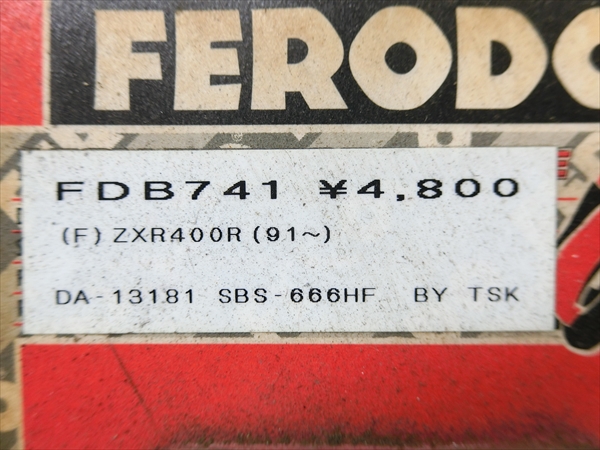 FERODO
FDB741 ¥4,800
(F) ZXR400R (91～)
DA-13181 SBS-666HF BY TSK